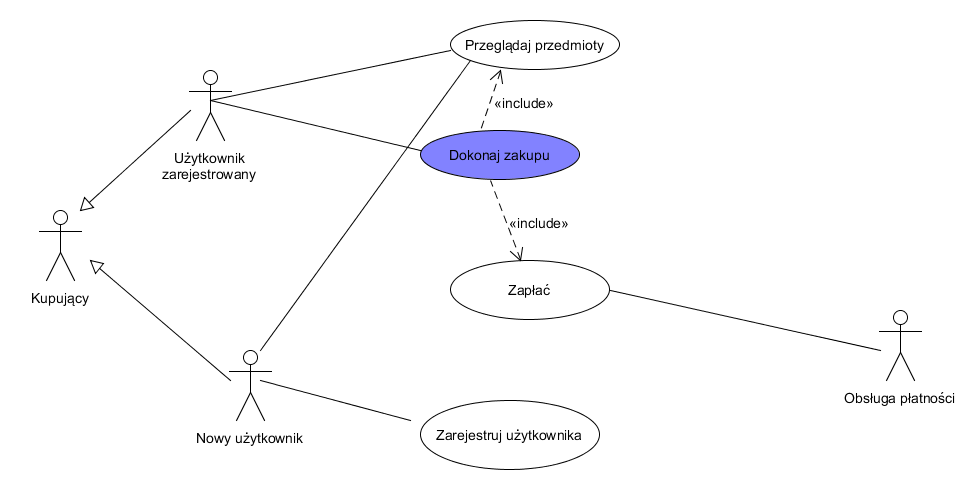 Przeglądaj przedmioty
«include»
Użytkownik
zarejestrowany
Dokonaj zakupu
«include»
Kupujący
Zapłać
Obsługa płatności
Nowy użytkownik
Zarejestruj użytkownika